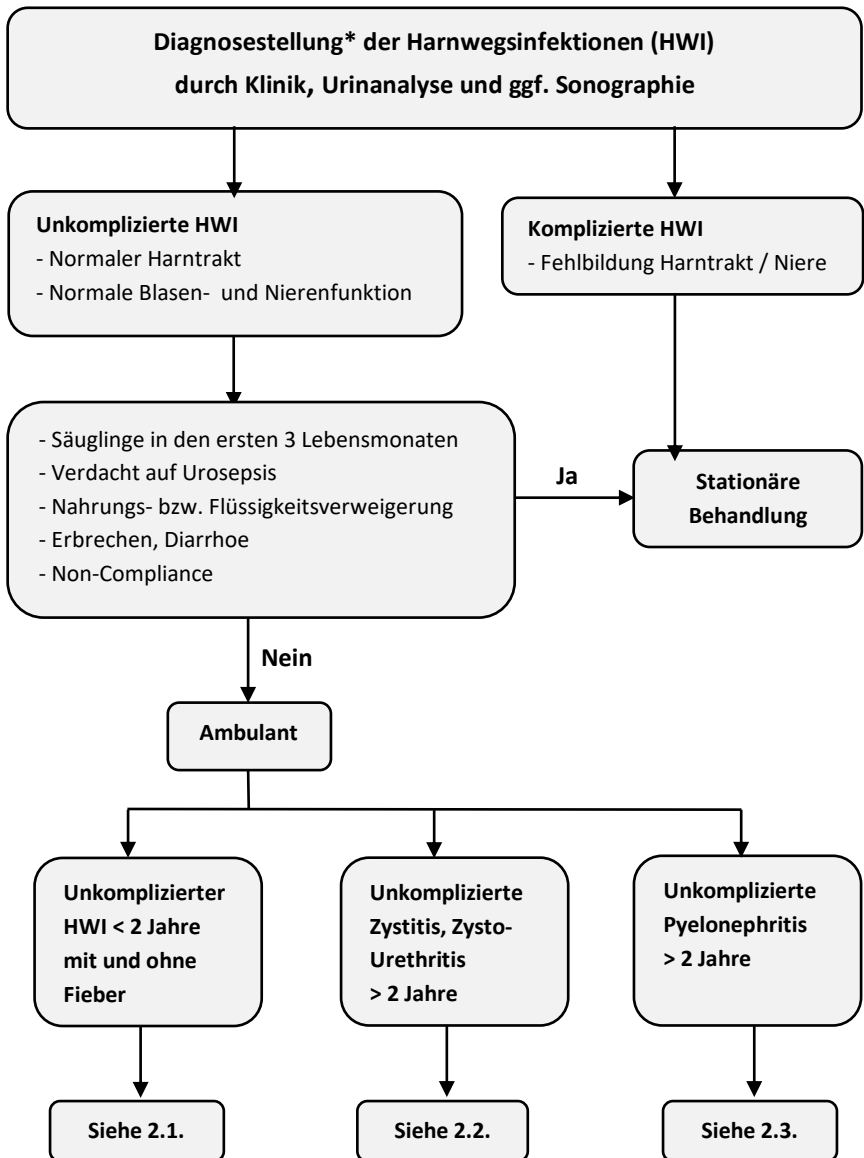 Diagnosestellung* der Harnwegsinfektionen (HWI)
durch Klinik, Urinanalyse und ggf. Sonographie
Unkomplizierte HWI
- Normaler Harntrakt
- Normale Blasen- und Nierenfunktion
Komplizierte HWI
- Fehlbildung Harntrakt / Niere
- Säuglinge in den ersten 3 Lebensmonaten
- Verdacht auf Urosepsis
- Nahrungs- bzw. Flüssigkeitsverweigerung
- Erbrechen, Diarrhoe
- Non-Compliance
Ja
Stationäre
Behandlung
Nein
Ambulant
Unkomplizierter
HWI < 2 Jahre
mit und ohne
Fieber
Unkomplizierte
Zystitis, Zysto-
Urethritis
> 2 Jahre
Unkomplizierte
Pyelonephritis
> 2 Jahre
Siehe 2.1.
Siehe 2.2.
Siehe 2.3.